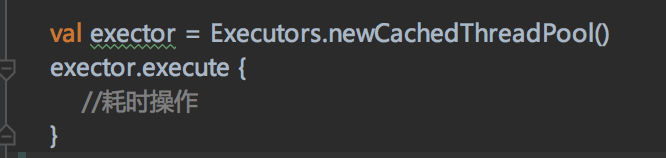 val exector = Executors.newCachedThreadPool()
exector.execute {
//耗时操作
}